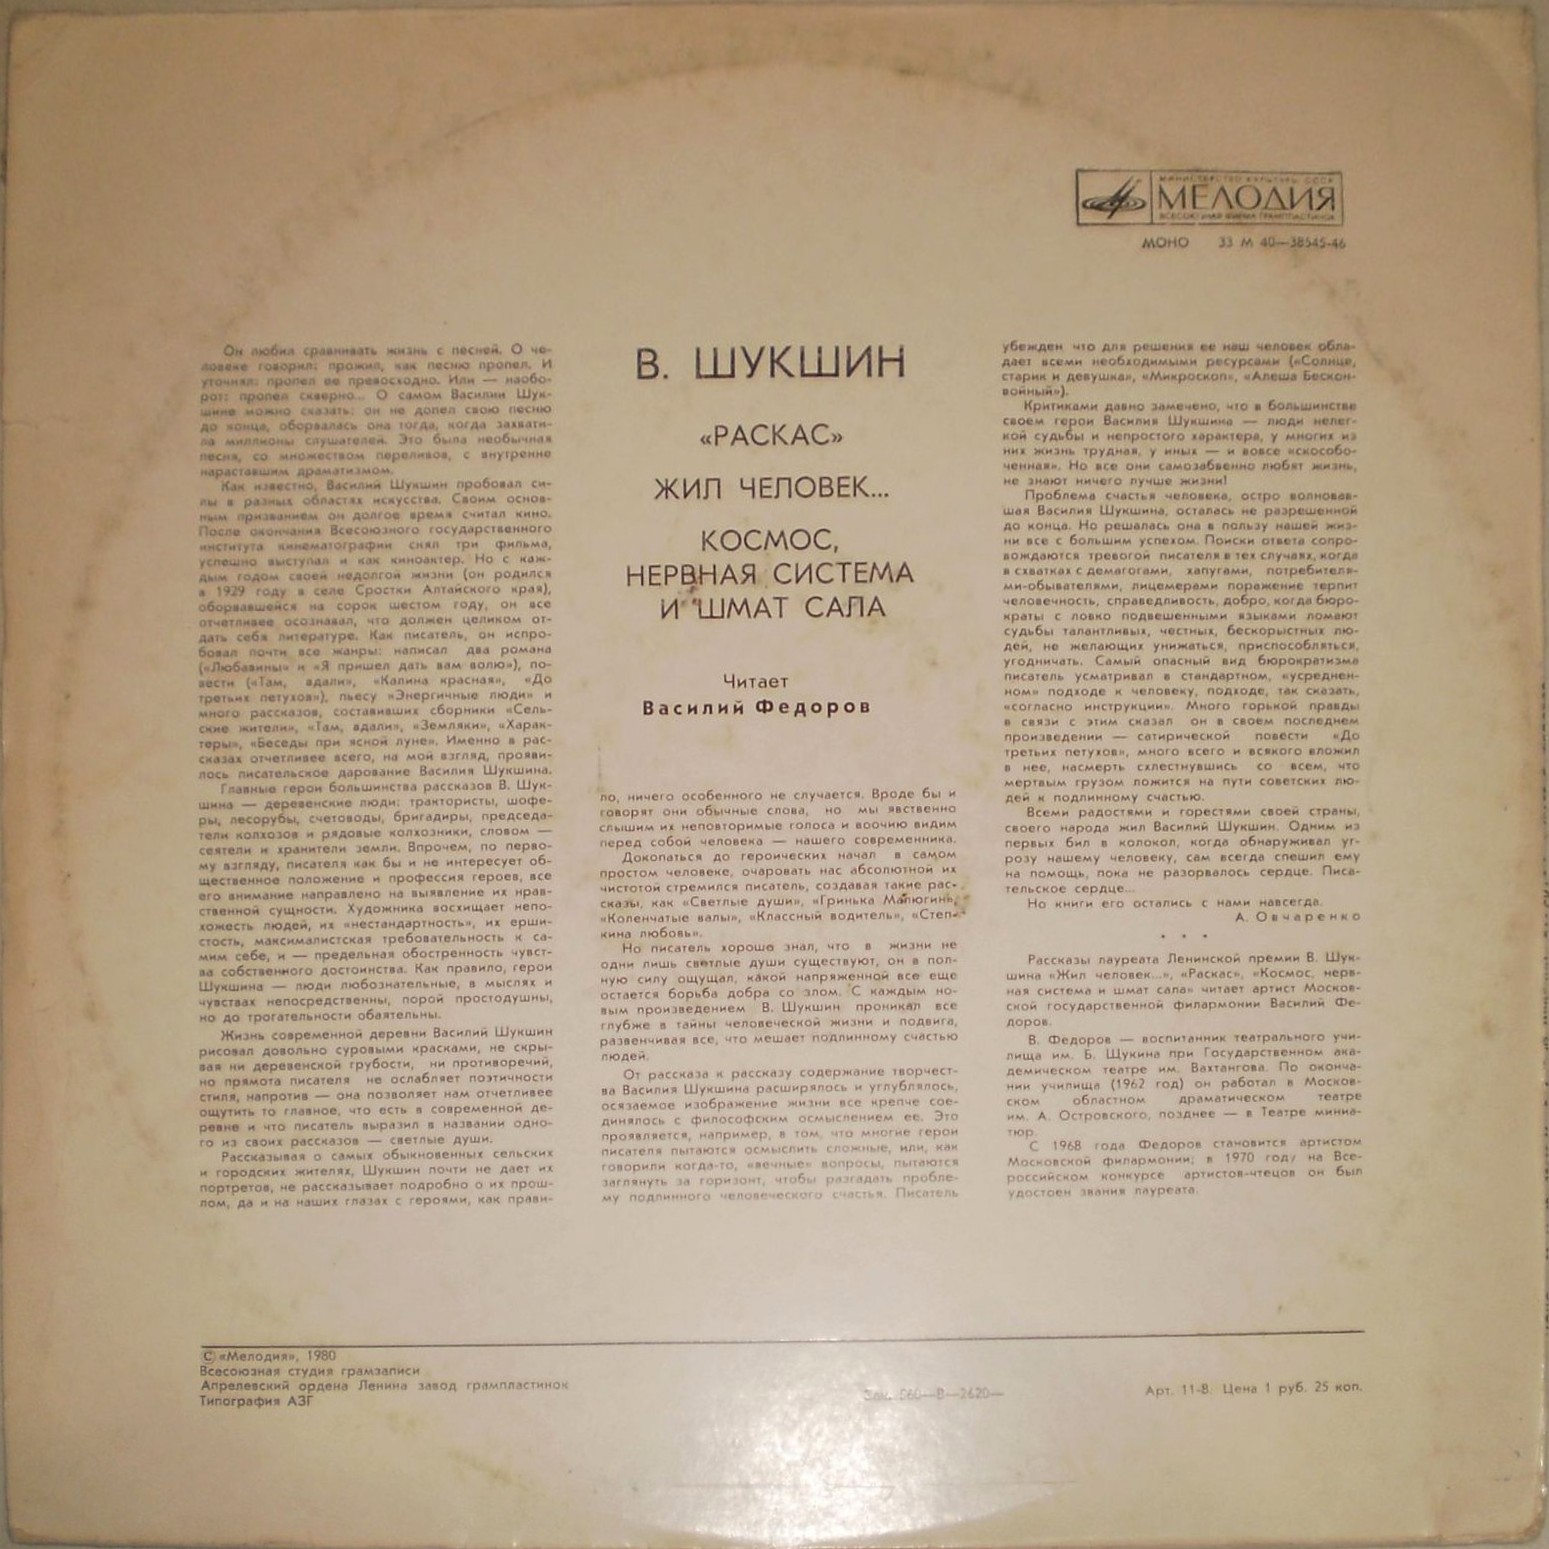 МИНИСТЕРСТВО КУЛЬТУРЫ СССР
МЕЛОДИЯ
ВСЕСОЮЗНАЯ ФИРМА ГРАМПЛАСТИНОК
МОНО 33 М 40—38545-46
Он любил сравнивать жизнь с песней. О че-
ловеке говорил: прожил, как песню пропел. И
уточнял: пропел ее превосходно. Или — наобо-
рот: пропел скверно... О самом Василии Шук-
шине можно сказать: он не допел свою песню
до конца, оборвалась она тогда, когда захвати-
ла миллионы слушателей. Это была необычная
песня, со множеством переливов, с внутренне
нараставшим драматизмом.
Как известно, Василий Шукшин пробовал си-
лы в разных областях искусства. Своим основ-
ным призванием он долгое время считал кино.
После окончания Всесоюзного государственного
института кинематографии снял три фильма,
успешно выступал и как киноактер. Но с каж-
дым годом своей недолгой жизни (он родился
в 1929 году в селе Сростки Алтайского края),
оборвавшейся на сорок шестом году, он все
отчетливее осознавал, что должен целиком от-
дать себя литературе. Как писатель, он испро-
бовал почти все жанры: написал два романа
(«Любавины» и «Я пришел дать вам волю»), по-
вести («Там, вдали», «Калина красная», «До
третьих петухов»), пьесу «Энергичные люди» и
много рассказов, составивших сборники «Сель-
ские жители», «Там, вдали», «Земляки», «Харак-
теры», «Беседы при ясной луне». Именно в рас-
сказах отчетливее всего, на мой взгляд, прояви-
лось писательское дарование Василия Шукшина.
Главные герои большинства рассказов В. Шук-
шина — деревенские люди: трактористы, шофе-
ры, лесорубы, счетоводы, бригадиры, председа-
тели колхозов и рядовые колхозники, словом —
сеятели и хранители земли. Впрочем, по перво-
му взгляду, писателя как бы и не интересует об-
щественное положение и профессия героев, все
его внимание направлено на выявление их нрав-
ственной сущности. Художника восхищает непо-
хожесть людей, их «нестандартность», их ерши-
стость, максималистская требовательность к са-
мим себе, и — предельная обостренность чувст-
ва собственного достоинства. Как правило, герои
Шукшина — люди любознательные, в мыслях и
чувствах непосредственны, порой простодушны,
но до трогательности обаятельны.
Жизнь современной деревни Василий Шукшин
рисовал довольно суровыми красками, не скры-
вая ни деревенской грубости, ни противоречий,
но прямота писателя не ослабляет поэтичности
стиля, напротив — она позволяет нам отчетливее
ощутить то главное, что есть в современной де-
ревне и что писатель выразил в названии одно-
го из своих рассказов — светлые души.
Рассказывая о самых обыкновенных сельских
и городских жителях, Шукшин почти не дает их
портретов, не рассказывает подробно о их прош-
лом, да и на наших глазах с героями, как прави-
В. ШУКШИН
«РАСКАС»
ЖИЛ ЧЕЛОВЕК...
КОСМОС,
НЕРВНАЯ СИСТЕМА
И ШМАТ САЛА
Читает
Василий Федоров
ло, ничего особенного не случается. Вроде бы и
говорят они обычные слова, но мы явственно
слышим их неповторимые голоса и воочию видим
перед собой человека — нашего современника.
Докопаться до героических начал в самом
простом человеке, очаровать нас абсолютной их
чистотой стремился писатель, создавая такие рас-
сказы, как «Светлые души», «Гринька Малюгин»,
«Коленчатые валы», «Классный водитель», «Степ-
кина любовь».
Но писатель хорошо знал, что в жизни не
одни лишь светлые души существуют, он в пол-
ную силу ощущал, какой напряженной все еще
остается борьба добра со злом. С каждым но-
вым произведением В. Шукшин проникал все
глубже в тайны человеческой жизни и подвига,
развенчивая все, что мешает подлинному счастью
людей.
От рассказа к рассказу содержание творчест-
ва Василия Шукшина расширялось и углублялось,
осязаемое изображение жизни все крепче сое-
динялось с философским осмыслением ее. Это
проявляется, например, в том, что многие герои
писателя пытаются осмыслить сложные, или, как
говорили когда-то, «вечные» вопросы, пытаются
заглянуть за горизонт, чтобы разгадать пробле-
му подлинного человеческого счастья. Писатель
убежден что для решения ее наш человек обла-
дает всеми необходимыми ресурсами («Солнце,
старик и девушка», «Микроскоп», «Алеша Бескон-
войный»).
Критиками давно замечено, что в большинстве
своем герои Василия Шукшина — люди нелег-
кой судьбы и непростого характера, у многих из
них жизнь трудная, у иных — и вовсе «скособо-
ченная». Но все они самозабвенно любят жизнь,
не знают ничего лучше жизни!
Проблема счастья человека, остро волновав-
шая Василия Шукшина, осталась не разрешенной
до конца. Но решалась она в пользу нашей жиз-
ни все с большим успехом. Поиски ответа сопро-
вождаются тревогой писателя в тех случаях, когда
в схватках с демагогами, хапугами, потребителя-
ми-обывателями, лицемерами поражение терпит
человечность, справедливость, добро, когда бюро-
краты с ловко подвешенными языками ломают
судьбы талантливых, честных, бескорыстных лю-
дей, не желающих унижаться, приспособляться,
угодничать. Самый опасный вид бюрократизма
писатель усматривал в стандартном, «усреднен-
ном» подходе к человеку, подходе, так сказать,
«согласно инструкции». Много горькой правды
в связи с этим сказал он в своем последнем
произведении — сатирической повести «До
третьих петухов», много всего и всякого вложил
в нее, насмерть схлестнувшись со всем, что
мертвым грузом ложится на пути советских лю-
дей к подлинному счастью.
Всеми радостями и горестями своей страны,
своего народа жил Василий Шукшин. Одним из
первых бил в колокол, когда обнаруживал уг-
розу нашему человеку, сам всегда спешил ему
на помощь, пока не разорвалось сердце. Писа-
тельское сердце...
Но книги его остались с нами навсегда.
А. Овчаренко
* * *
Рассказы лауреата Ленинской премии В. Шук-
шина «Жил человек...», «Раскас», «Космос, нерв-
ная система и шмат сала» читает артист Москов-
ской государственной филармонии Василий Фе-
доров.
В. Федоров — воспитанник театрального учи-
лища им. Б. Щукина при Государственном ака-
демическом театре им. Вахтангова. По оконча-
нии училища (1962 год) он работал в Москов-
ском областном драматическом театре
им. А. Островского, позднее — в Театре миниа-
тюр.
С 1968 года Федоров становится артистом
Московской филармонии; в 1970 году на Все-
российском конкурсе артистов-чтецов он был
удостоен звания лауреата.
© «Мелодия», 1980
Всесоюзная студия грамзаписи
Апрелевский ордена Ленина завод грампластинок
Типография АЗГ
Зак. 560—В—2620—
Арт. 11-В. Цена 1 руб. 25 коп.